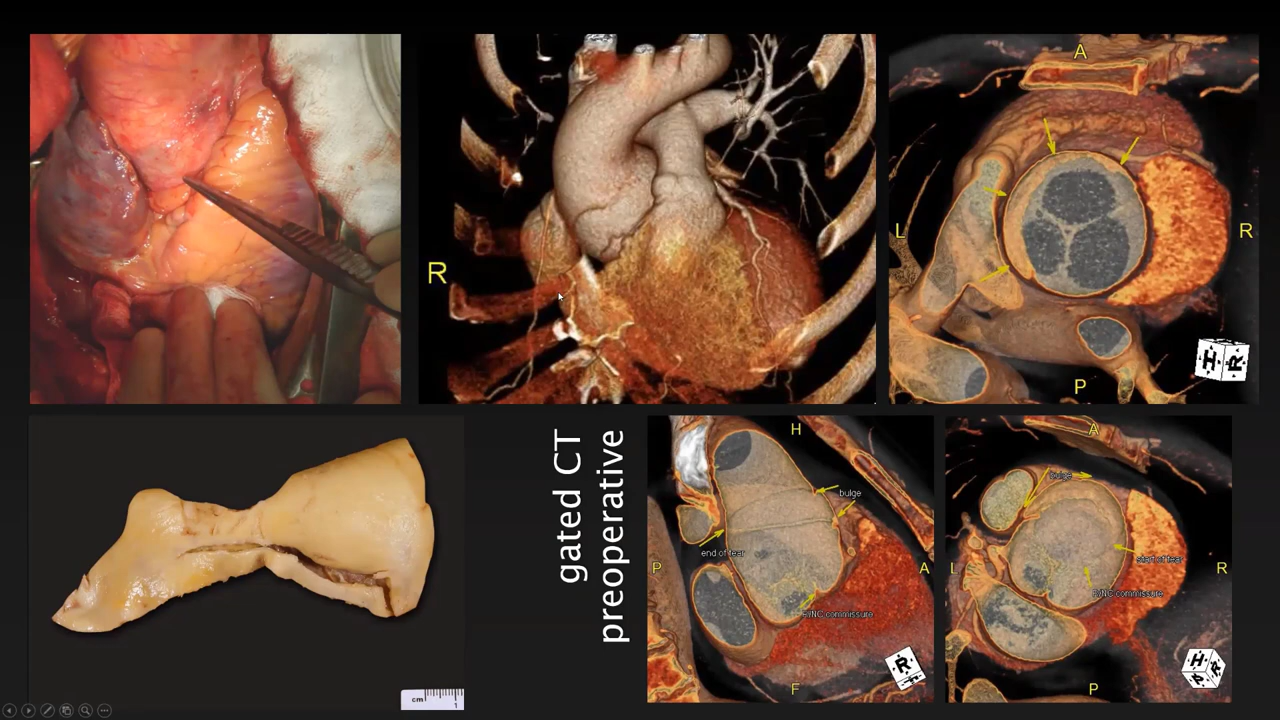 R
A
L
R
P
H
R
gated CT
preoperative
H
bulge
end of tear
P
A
R/NC commissure
R
F
A
bulge
L
start of tear
R
R/NC commissure
H
R
P
cm
1